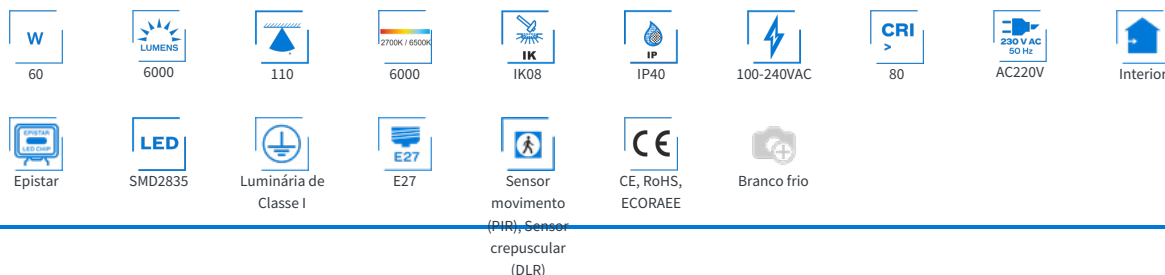 W
60
LUMENS
6000
110
2700K / 6500K
6000
IK
IK08
IP
IP40
100-240VAC
CRI
>
80
230 V AC
50 Hz
AC220V
Interior
EPISTAR
LED CHIP
Epistar
LED
SMD2835
Luminária de
Classe I
E27
E27
Sensor
movimento
(PIR), Sensor
crepuscular
(DLR)
CE
CE, RoHS,
ECORAEE
Branco frio